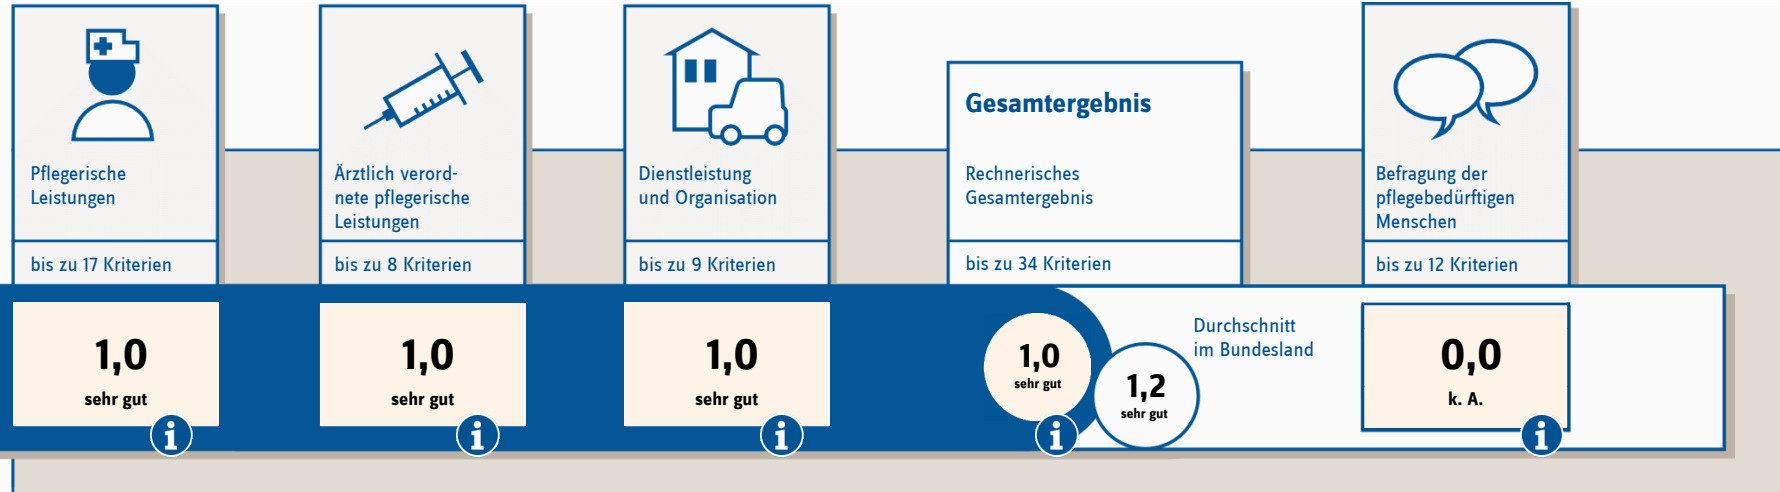 Pflegerische
Leistungen
bis zu 17 Kriterien
1,0
sehr gut
i
Ärztlich verord-
nete pflegerische
Leistungen
bis zu 8 Kriterien
1,0
sehr gut
i
Dienstleistung
und Organisation
bis zu 9 Kriterien
1,0
sehr gut
i
Gesamtergebnis
Rechnerisches
Gesamtergebnis
bis zu 34 Kriterien
1,0
sehr gut
i
Durchschnitt
im Bundesland
1,2
sehr gut
Befragung der
pflegebedürftigen
Menschen
bis zu 12 Kriterien
0,0
k. A.
i